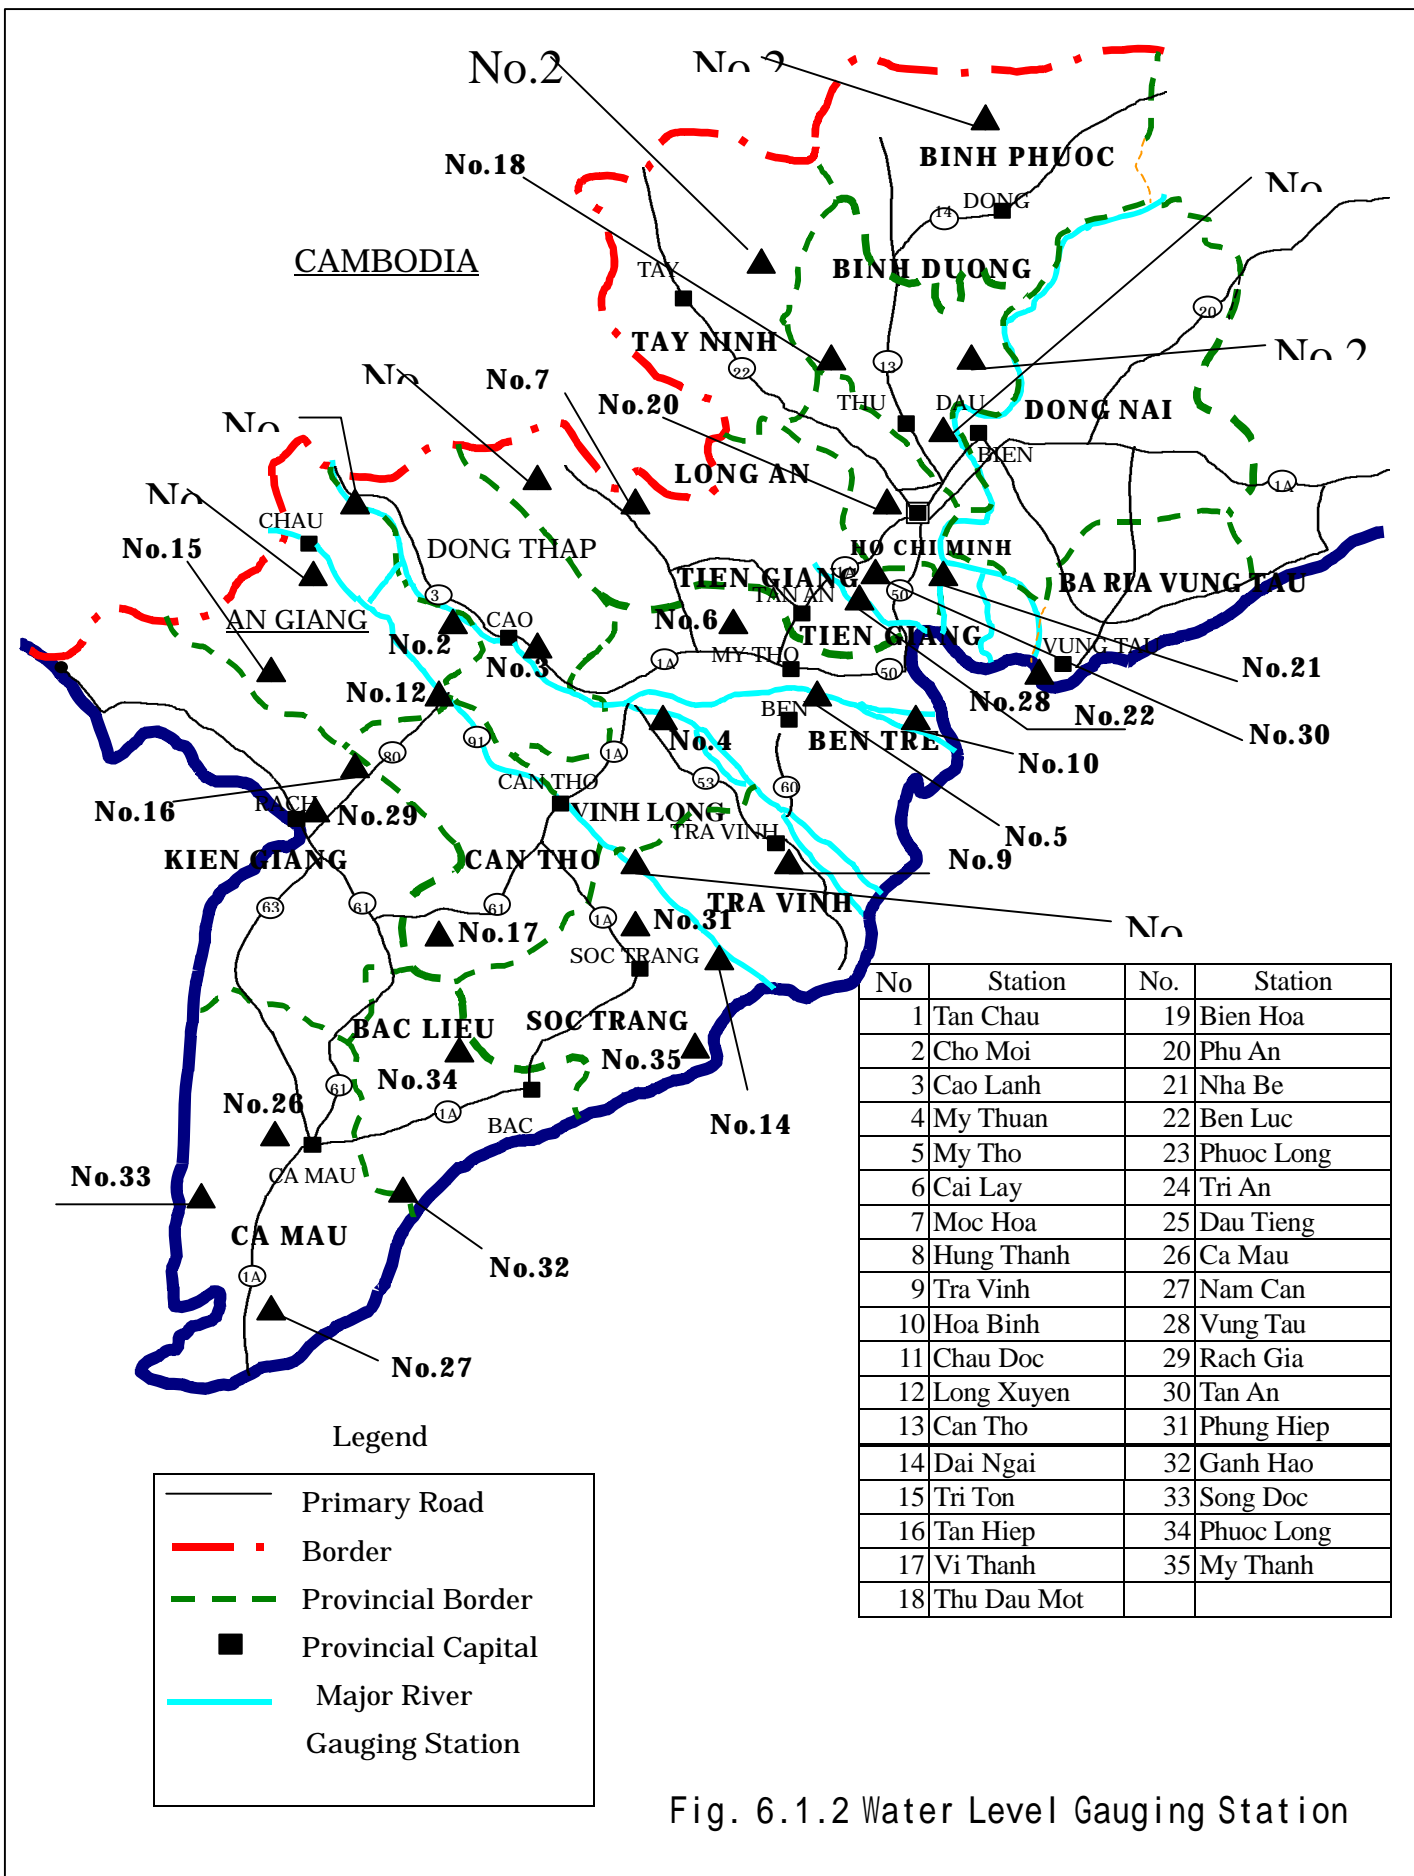 No.2
No.2
No.18
BINH PHUOC
No
DONG
14
CAMBODIA
TAY
BINH DUONG
20
TAY NINH
No.2
22
13
No
No.7
No.20
THU
DAU
DONG NAI
No
BIEN
LONG AN
1A
No
CHAU
No.15
DONG THAP
HO CHI MINH
TIEN GIANG
1A
BA RIA VUNG TAU
3
TAN AN
50
AN GIANG
CAO
No.6
TIEN GIANG
No.2
No.3
MY THO
1A
50
VUNG TAU
No.21
No.12
No.28
BEN
No.22
91
No.4
BEN TRE
No.30
80
1A
No.10
53
60
CAN THO
No.16
RACH
No.29
VINH LONG
TRA VINH
No.5
KIEN GIANG
CAN THO
No.9
TRA VINH
63
61
61
1A
No.31
No
No.17
SOC TRANG
BAC LIEU
SOC TRANG
No.35
No.34
61
No.26
1A
BAC
No.14
No.33
CA MAU
CA MAU
No.32
1A
No.27
No Station No. Station
1 Tan Chau 19 Bien Hoa
2 Cho Moi 20 Phu An
3 Cao Lanh 21 Nha Be
4 My Thuan 22 Ben Luc
5 My Tho 23 Phuoc Long
6 Cai Lay 24 Tri An
7 Moc Hoa 25 Dau Tieng
8 Hung Thanh 26 Ca Mau
9 Tra Vinh 27 Nam Can
10 Hoa Binh 28 Vung Tau
11 Chau Doc 29 Rach Gia
12 Long Xuyen 30 Tan An
13 Can Tho 31 Phung Hiep
14 Dai Ngai 32 Ganh Hao
15 Tri Ton 33 Song Doc
16 Tan Hiep 34 Phuoc Long
17 Vi Thanh 35 My Thanh
18 Thu Dau Mot
Legend
Primary Road
Border
Provincial Border
Provincial Capital
Major River
Gauging Station
Fig. 6.1.2 Water Level Gauging Station